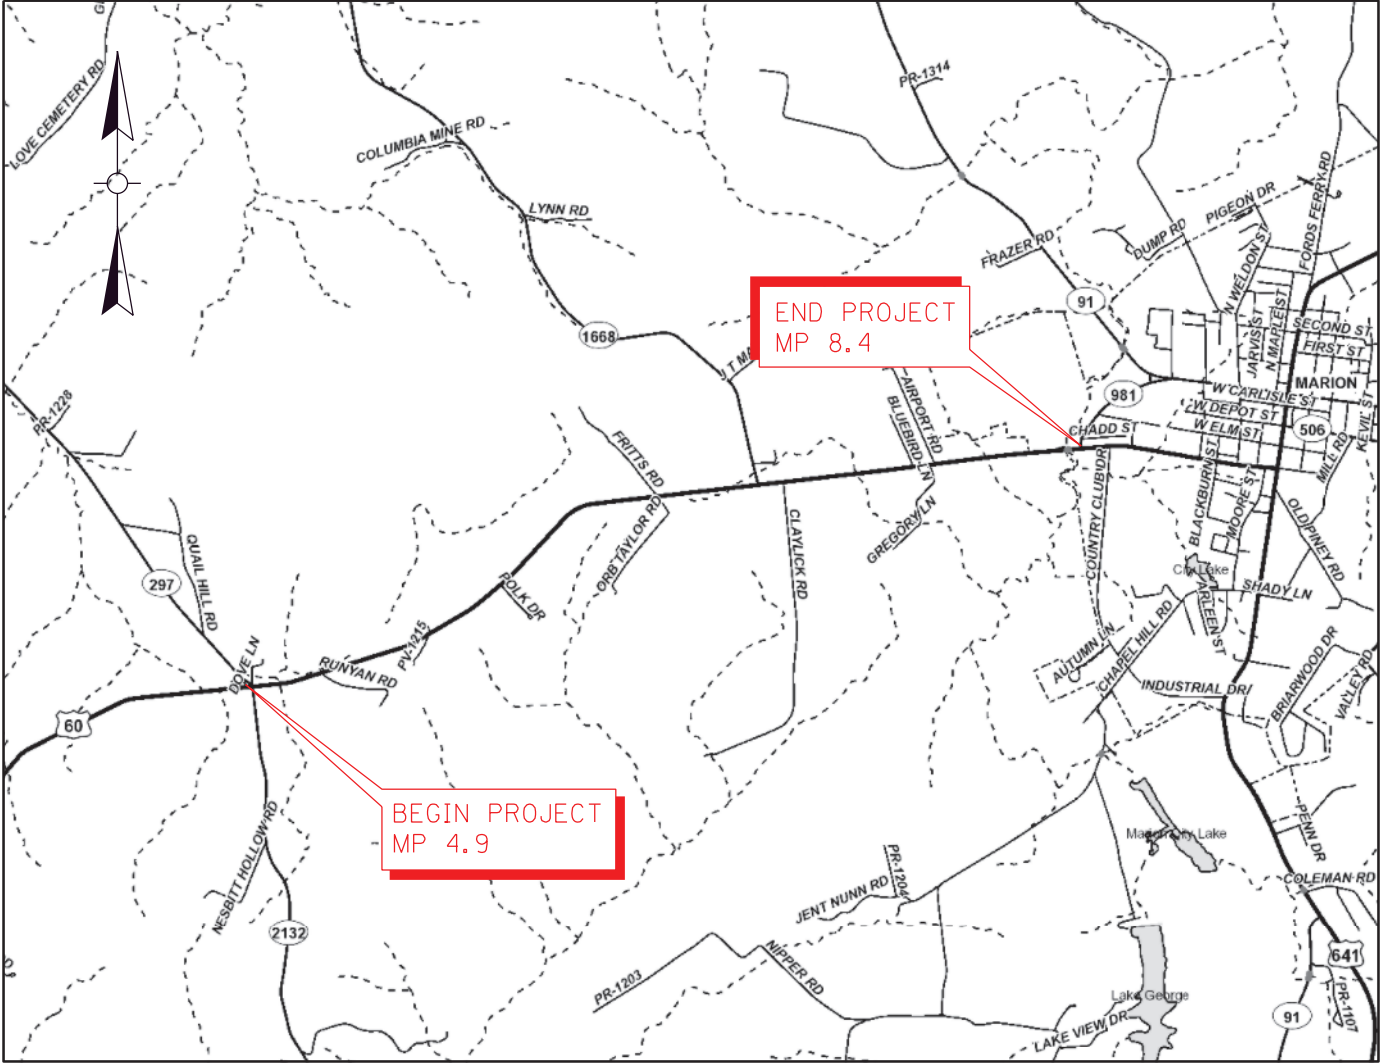 LOVE CEMETERY RD
COLUMBIA MINE RD
LYNN RD
PR-1314
FRAZER RD
DUMP RD
PIGEON DR
FORDS FERRY RD
N WELDON ST
91
END PROJECT
MP 8.4
1668
SECOND ST
FIRST ST
JARVIS ST
N MAPLE ST
MARION
981
W CARLISLE ST
W DEPOT ST
W ELM ST
506
KEVIL ST
MILL RD
CHADD ST
AIRPORT RD
BLUEBIRD LN
PR-1228
FRITTS RD
ORB TAYLOR RD
CLAYLICK RD
GREGORY LN
COUNTRY CLUB DR
BLACKBURN ST
MOORE ST
OLD PINEY RD
City Lake
SHADY LN
ARLEEN ST
QUAIL HILL RD
297
POLK DR
PV-1215
DOVE LN
RUNYAN RD
60
AUTUMN LN
CHAPEL HILL RD
INDUSTRIAL DR
BRIARWOOD DR
VALLEY RD
BEGIN PROJECT
MP 4.9
NESBITT HOLLOW RD
2132
Marion City Lake
PENN DR
COLEMAN RD
PR-1204
JENT NUNN RD
NIPPER RD
PR-1203
641
Lake George
LAKE VIEW DR
91
PR-1107